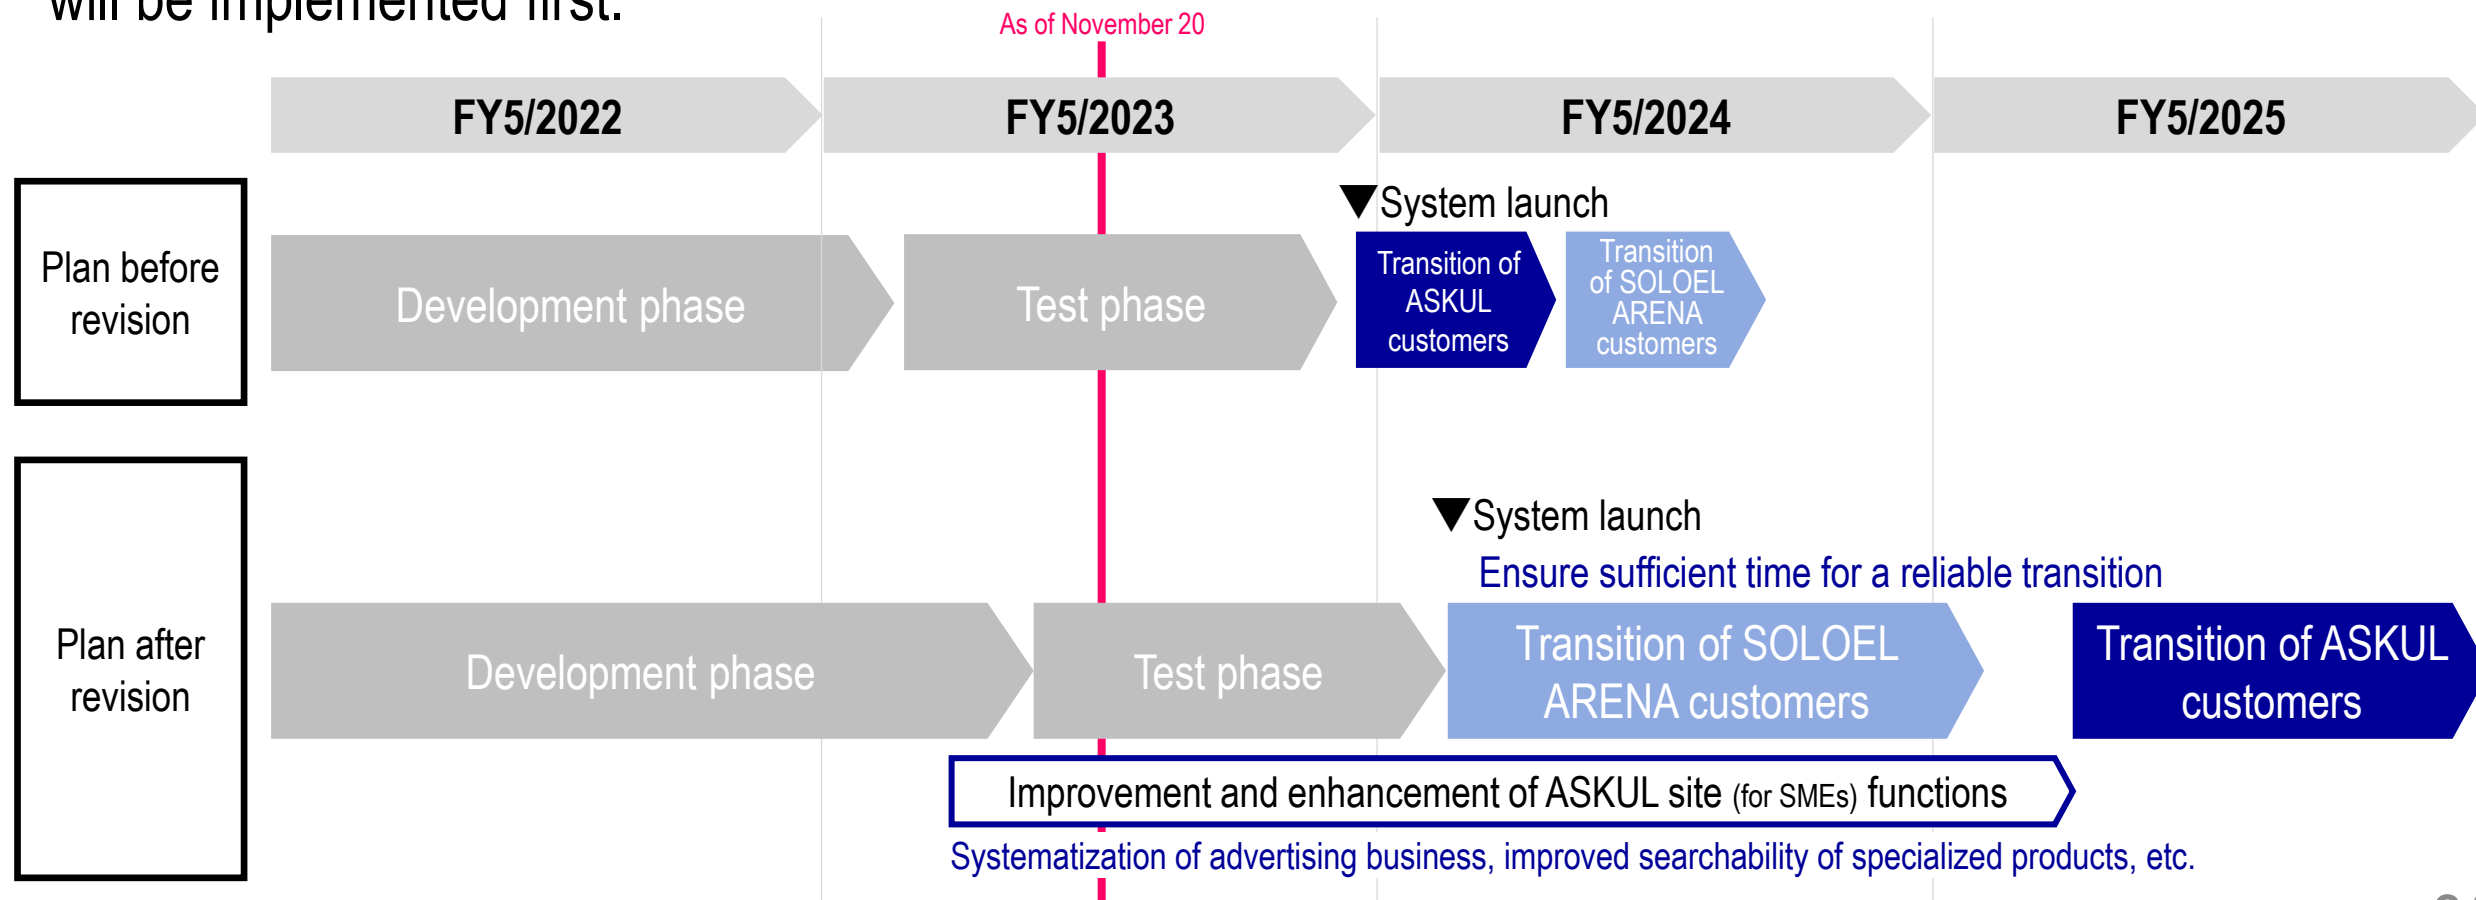 will be implemented first.
As of November 20
FY5/2022
FY5/2023
FY5/2024
FY5/2025
Plan before
revision
Development phase
Test phase
▼System launch
Transition of
ASKUL
customers
Transition
of SOLOEL
ARENA
customers
Plan after
revision
▼System launch
Ensure sufficient time for a reliable transition
Development phase
Test phase
Transition of SOLOEL
ARENA customers
Transition of ASKUL
customers
Improvement and enhancement of ASKUL site (for SMEs) functions
Systematization of advertising business, improved searchability of specialized products, etc.